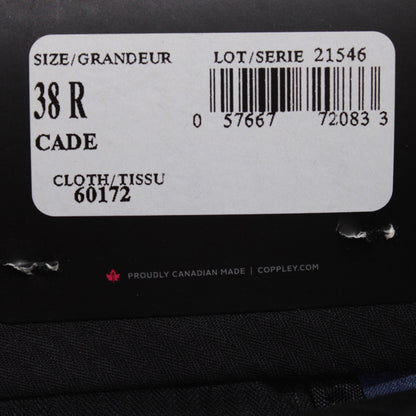 SIZE/GRANDEUR LOT/SERIE 21546
38 R
CADE
0 57667 72083 3
CLOTH/TISSU
60172
PROUDLY CANADIAN MADE | COPPLEY.COM